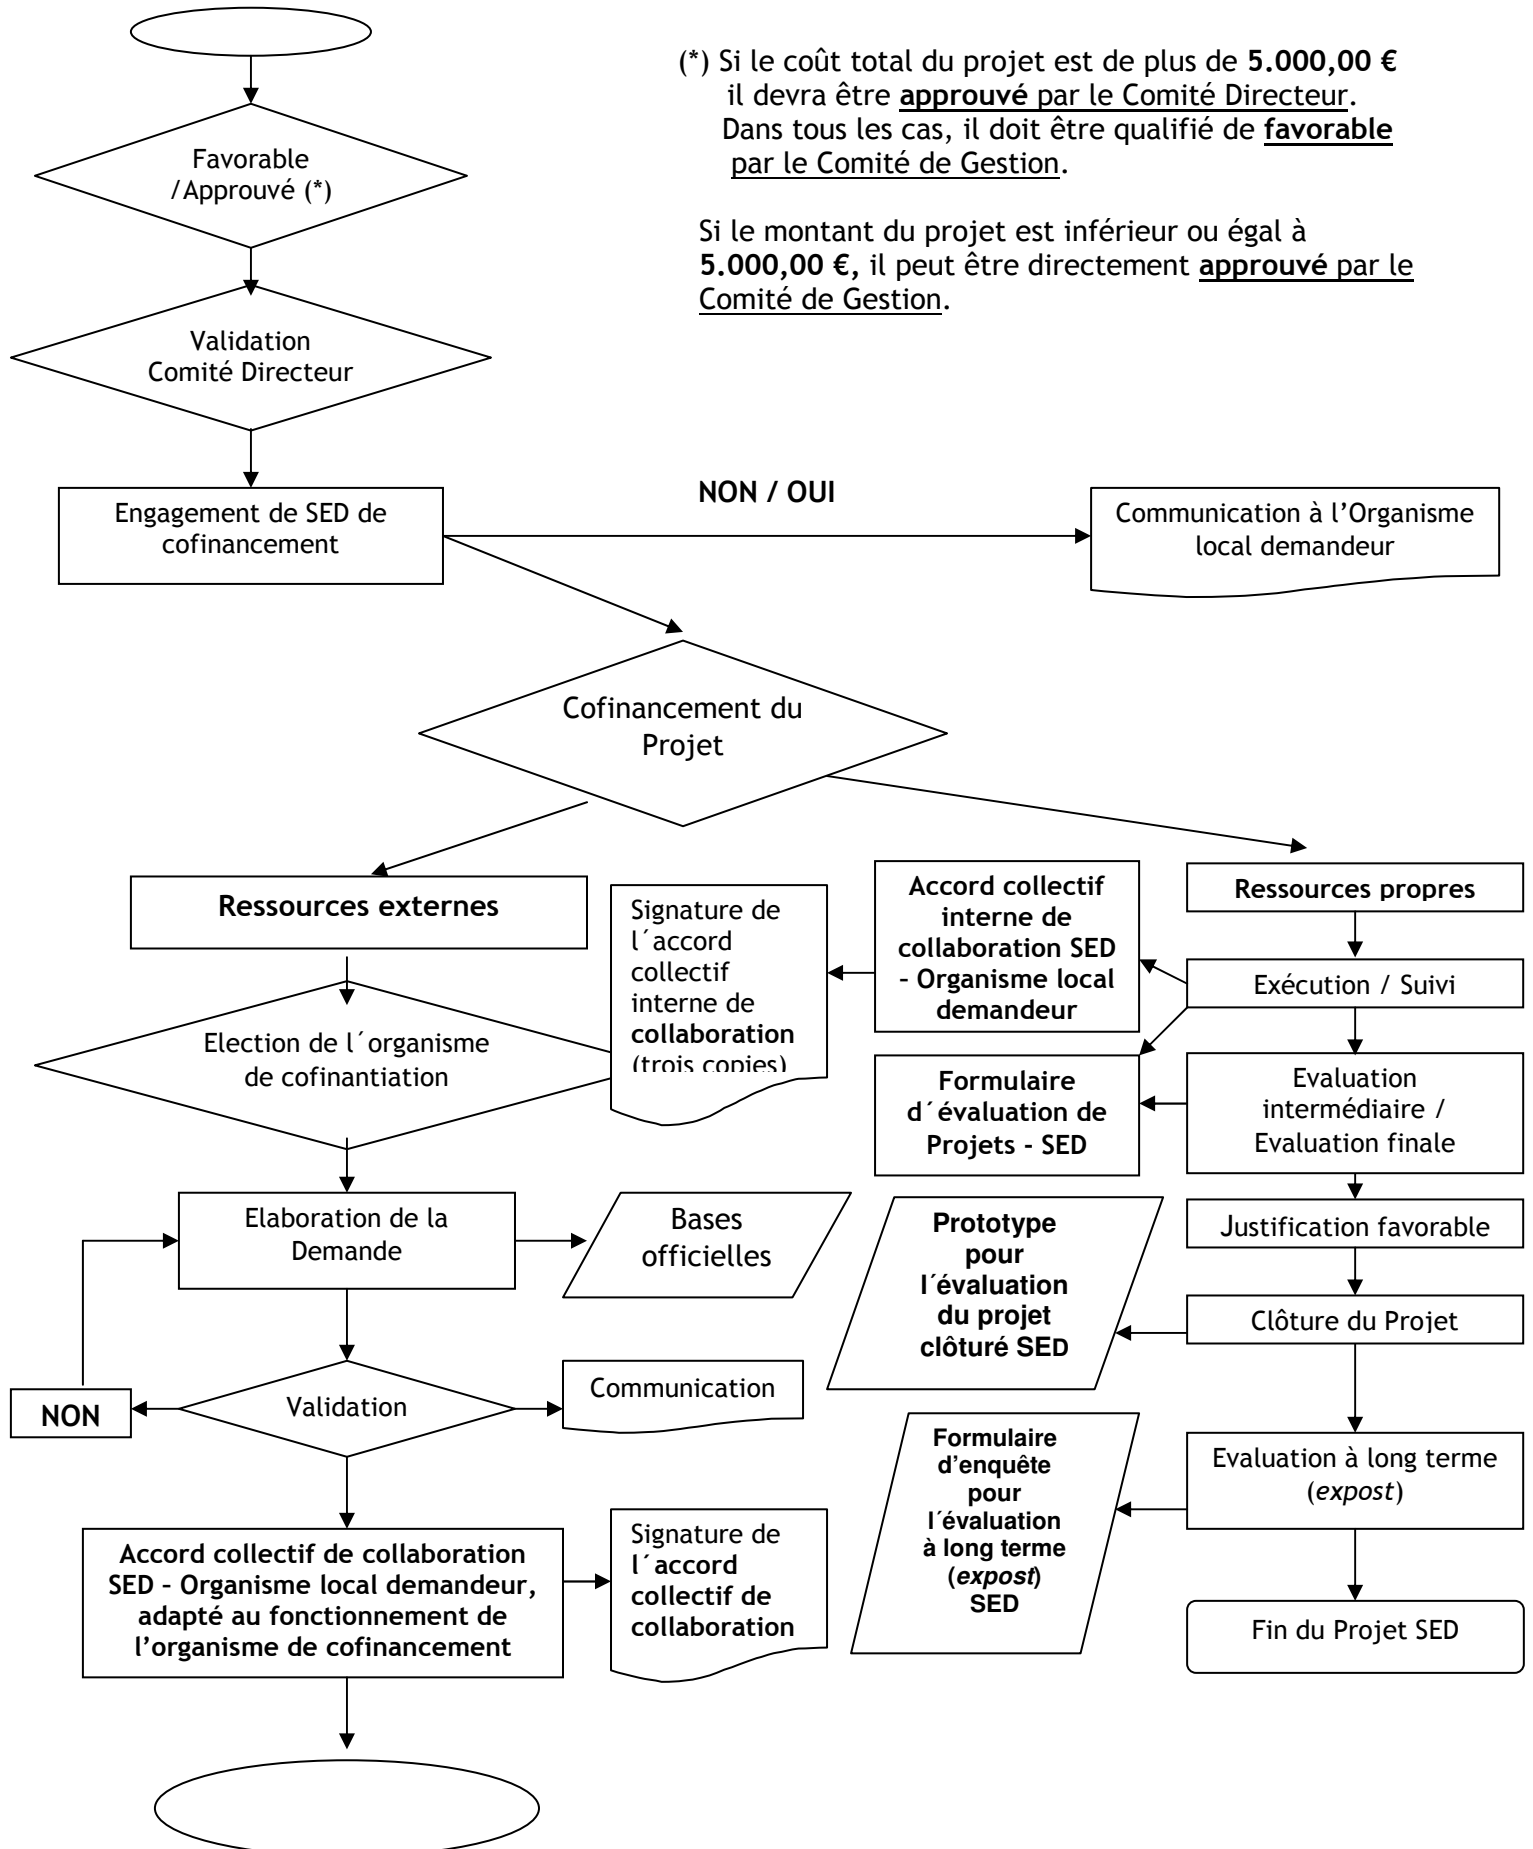 (*) Si le coût total du projet est de plus de 5.000,00 €
il devra être approuvé par le Comité Directeur.
Dans tous les cas, il doit être qualifié de favorable
par le Comité de Gestion.
Si le montant du projet est inférieur ou égal à
5.000,00 €, il peut être directement approuvé par le
Comité de Gestion.
Favorable
/Approuvé (*)
Validation
Comité Directeur
Engagement de SED de
cofinancement
NON / OUI
Communication à l’Organisme
local demandeur
Cofinancement du
Projet
Ressources externes
Election de l´organisme
de cofinantiation
Elaboration de la
Demande
Bases
officielles
Validation
NON
Communication
Accord collectif de collaboration
SED – Organisme local demandeur,
adapté au fonctionnement de
l’organisme de cofinancement
Signature de
l´accord
collectif de
collaboration
Signature de
l´accord
collectif
interne de
collaboration
(trois copies)
Accord collectif
interne de
collaboration SED
– Organisme local
demandeur
Formulaire
d´évaluation de
Projets - SED
Prototype
pour
l´évaluation
du projet
clôturé SED
Formulaire
d'enquête
pour
l´évaluation
à long terme
(expost)
SED
Ressources propres
Exécution / Suivi
Evaluation
intermédiaire /
Evaluation finale
Justification favorable
Clôture du Projet
Evaluation à long terme
(expost)
Fin du Projet SED